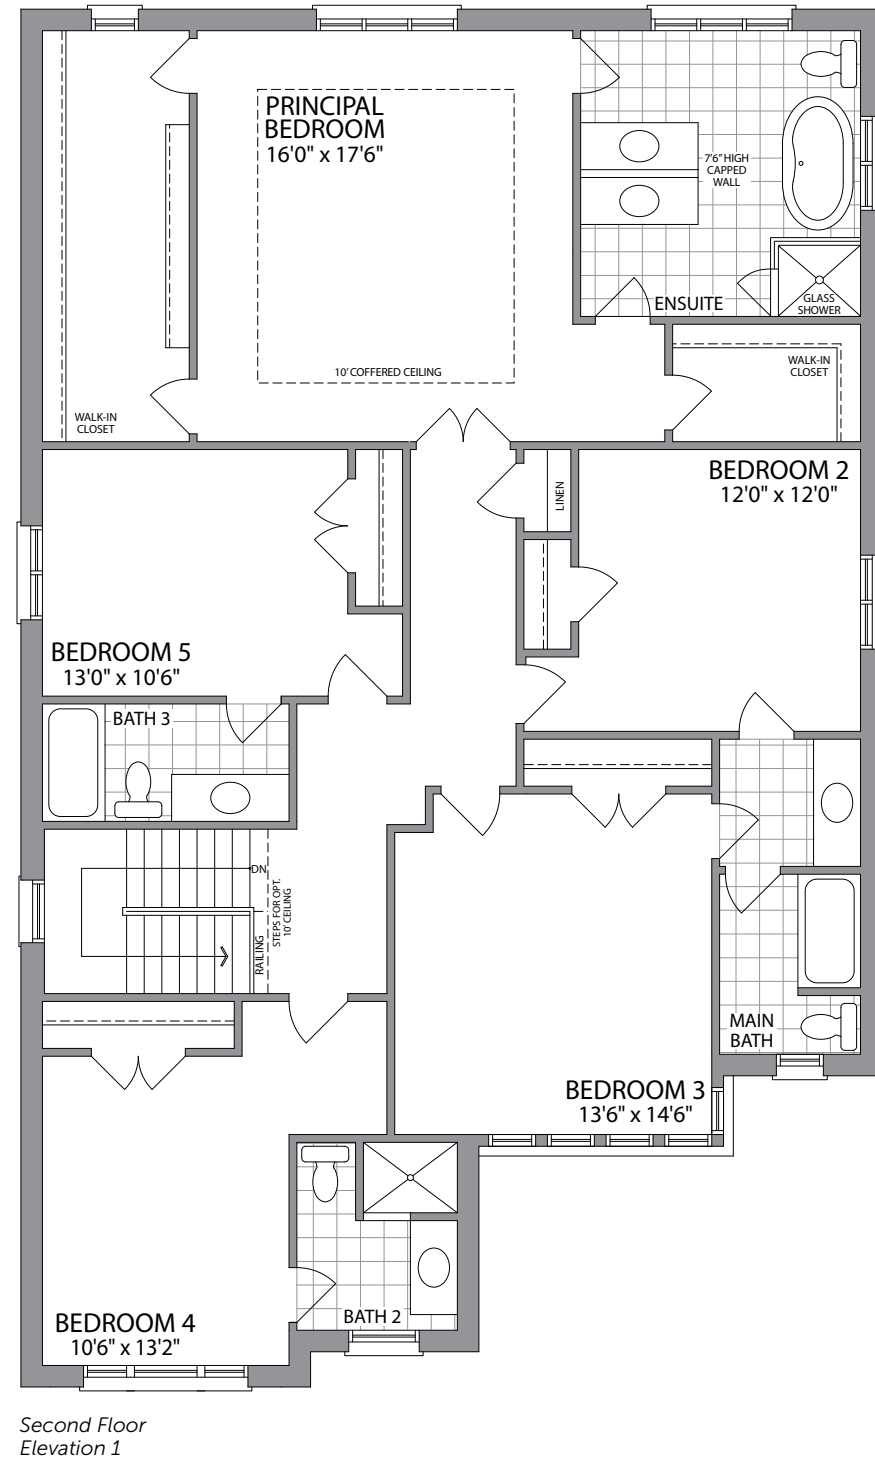 PRINCIPAL
BEDROOM
16'0" x 17'6"
7'6" HIGH
CAPPED
WALL
ENSUITE
GLASS
SHOWER
10' COFFERED CEILING
WALK-IN
CLOSET
WALK-IN
CLOSET
BEDROOM 2
12'0" x 12'0"
LINEN
BEDROOM 5
13'0" x 10'6"
BATH 3
DN
STEPS FOR OPT.
10' CEILING
RAILING
MAIN
BATH
BEDROOM 3
13'6" x 14'6"
BEDROOM 4
10'6" x 13'2"
BATH 2
Second Floor
Elevation 1